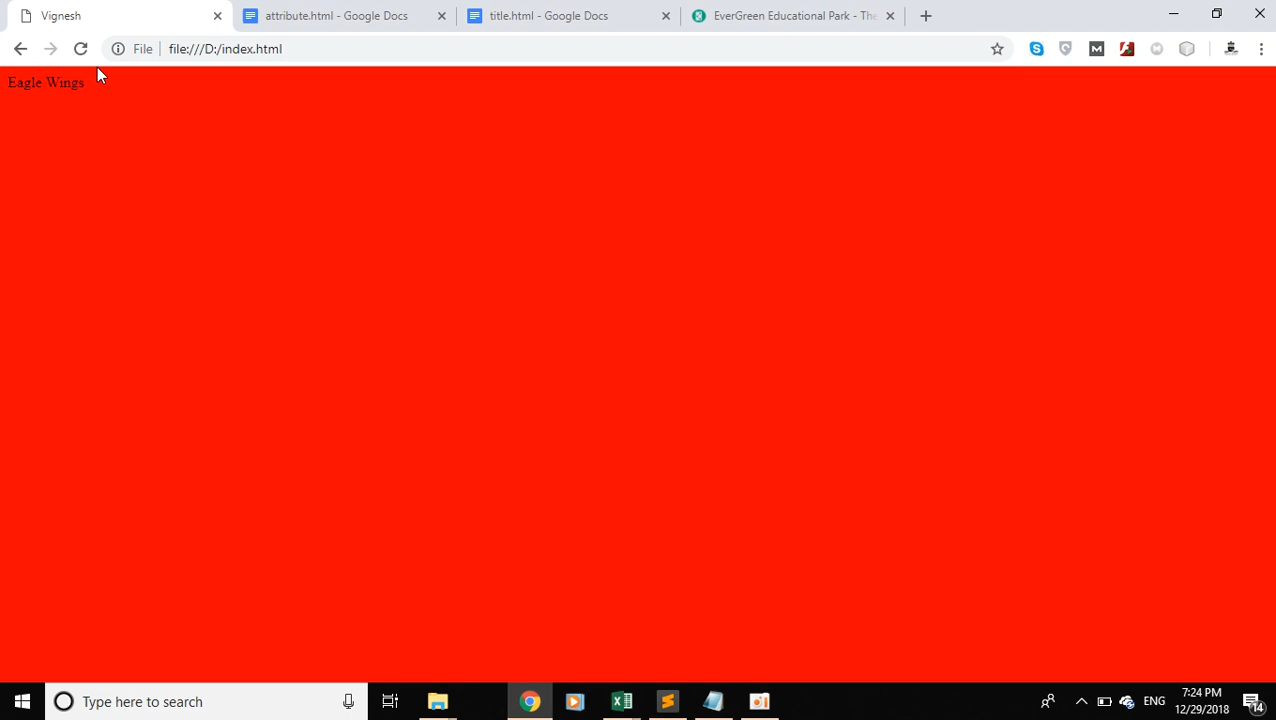 Vignesh
attribute.html - Google Docs
title.html - Google Docs
EverGreen Educational Park - The
File
file:///D:/index.html
Eagle Wings
Type here to search
ENG
7:24 PM
12/29/2018
14